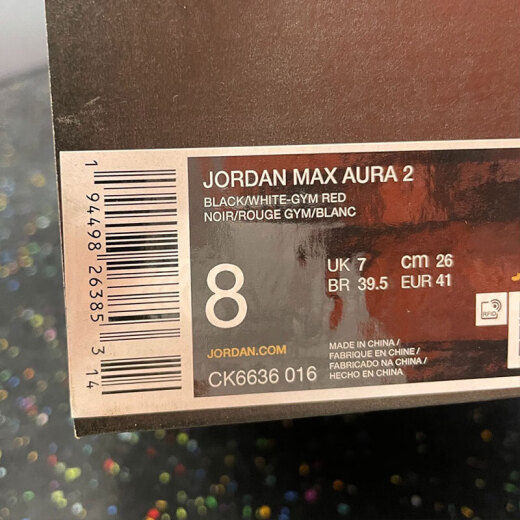 JORDAN MAX AURA 2
BLACK/WHITE-GYM RED
NOIR/ROUGE GYM/BLANC
8
UK 7 cm 26
BR 39.5 EUR 41
JORDAN.COM
CK6636 016
MADE IN CHINA/
FABRIQUE EN CHINE/
FABRICADO NA CHINA/
HECHO EN CHINA
RFID
1 94498 26385 3 14